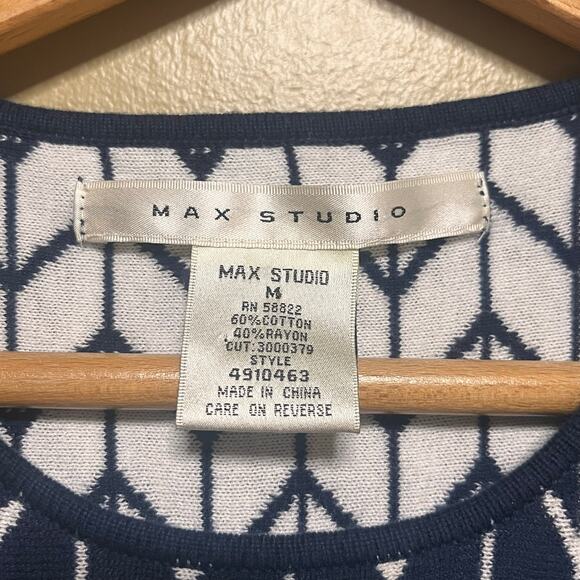 MAX STUDIO
MAX STUDIO
M
RN 58822
60%COTTON
40%RAYON
CUT:3000379
STYLE
4910463
MADE IN CHINA
CARE ON REVERSE